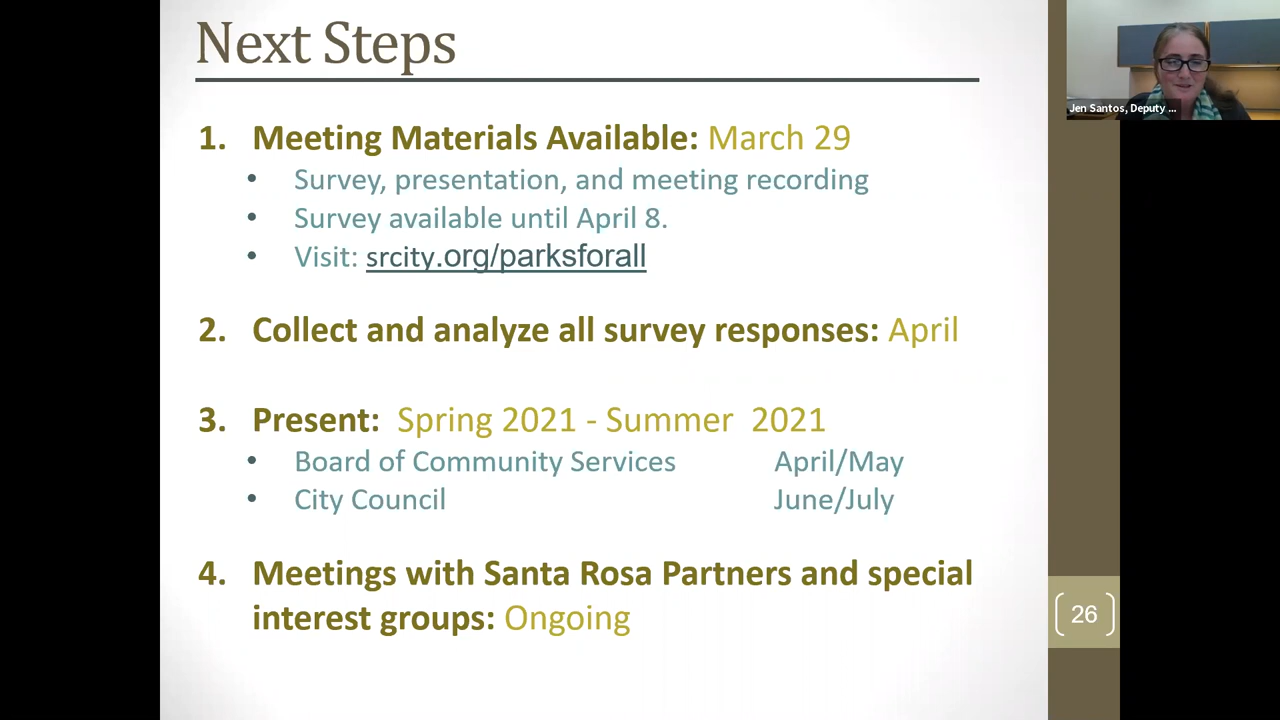 Next Steps
Jen Santos, Deputy ...
1. Meeting Materials Available: March 29
• Survey, presentation, and meeting recording
• Survey available until April 8.
• Visit: srcity.org/parksforall
2. Collect and analyze all survey responses: April
3. Present: Spring 2021 - Summer 2021
• Board of Community Services April/May
• City Council June/July
4. Meetings with Santa Rosa Partners and special
interest groups: Ongoing
26